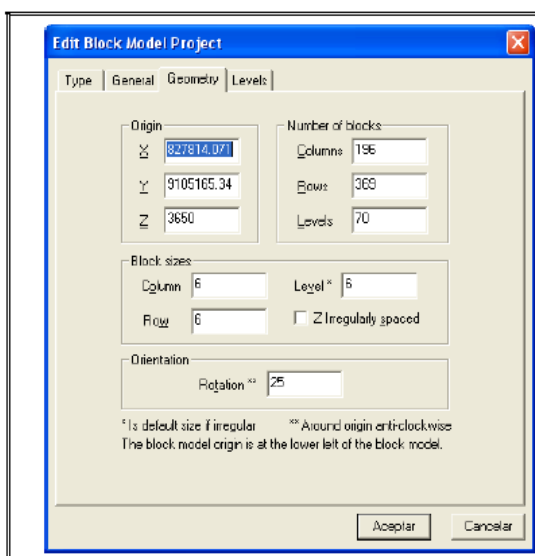 Edit Block Model Project
Type General Geometry Levels
Origin
X 827814.071
Y 9105165.34
Z 3650
Number of blocks
Columns 196
Rows 369
Levels 70
Block sizes
Column 6
Level * 6
Row 6
Z Irregularly spaced
Orientation
Rotation ** 25
* Is default size if irregular ** Around origin anti-clockwise
The block model origin is at the lower left of the block model.
Aceptar Cancelar